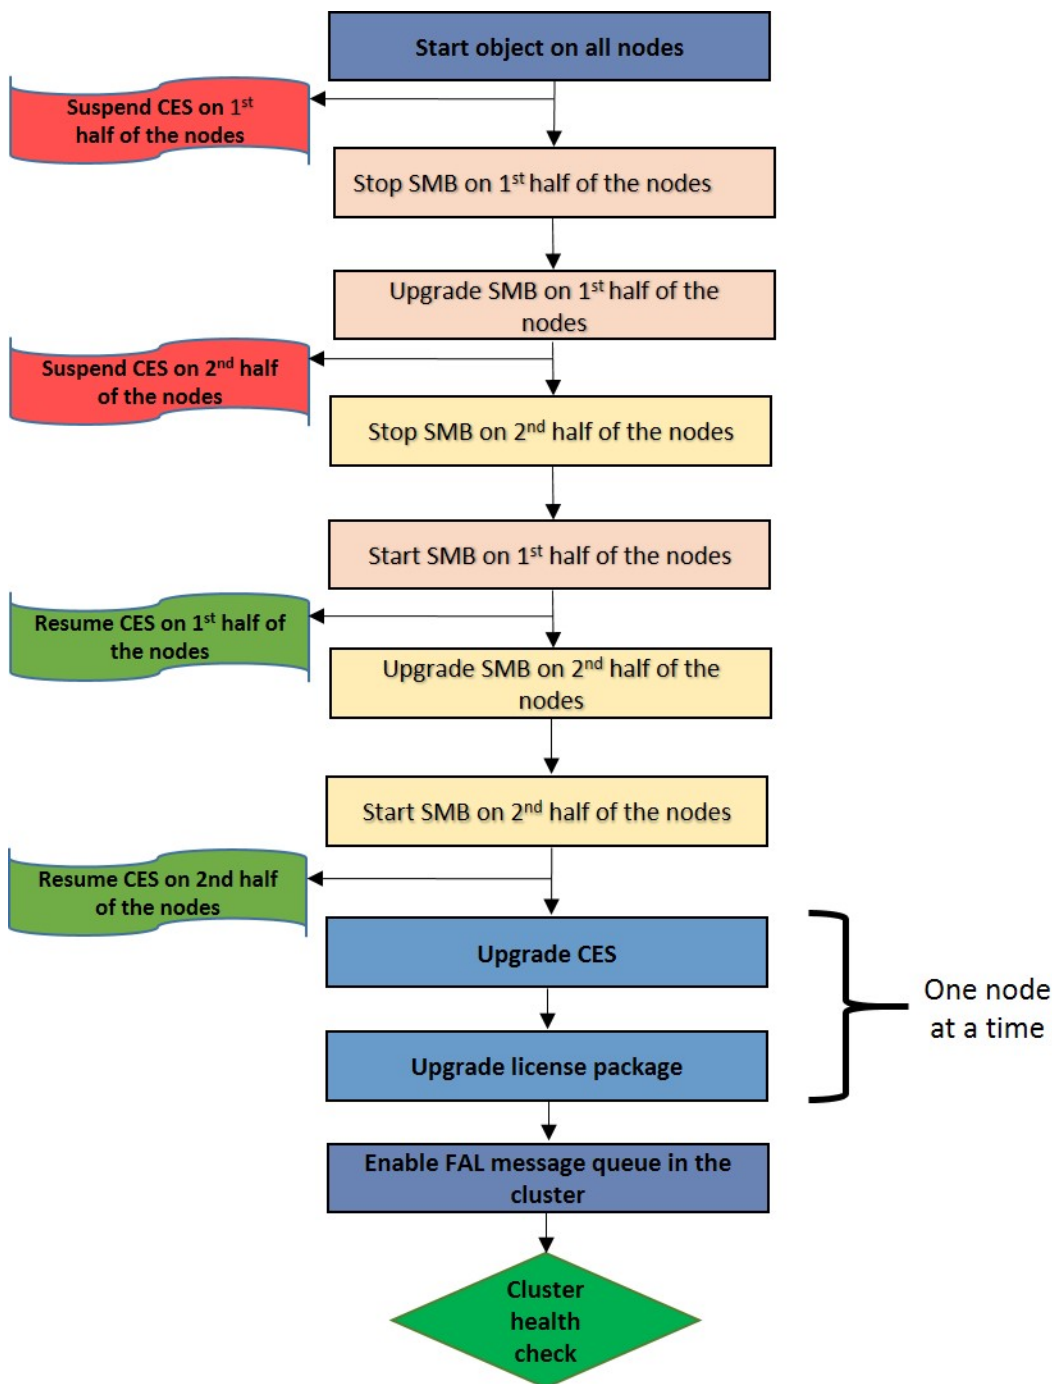 Start object on all nodes
Suspend CES on 1st
half of the nodes
Stop SMB on 1st half of the nodes
Upgrade SMB on 1st half of the
nodes
Suspend CES on 2nd half
of the nodes
Stop SMB on 2nd half of the nodes
Start SMB on 1st half of the nodes
Resume CES on 1st half of
the nodes
Upgrade SMB on 2nd half of the
nodes
Start SMB on 2nd half of the nodes
Resume CES on 2nd half
of the nodes
Upgrade CES
One node
at a time
Upgrade license package
Enable FAL message queue in the
cluster
Cluster
health
check